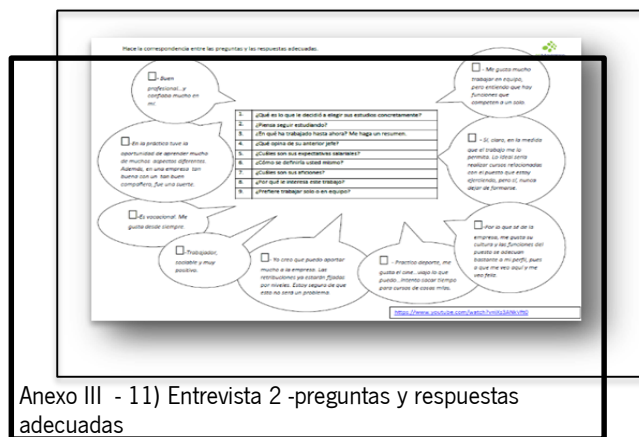 Hace la correspondencia entre las preguntas y las respuestas adecuadas.
☐- Buen
profesional...y
confiaba mucho en
mí.
☐ - Me gusta mucho
trabajar en equipo,
pero entiendo que hay
funciones que
competen a un solo
1. ¿Qué es lo que le decidió a elegir sus estudios concretamente?
2. ¿Piensa seguir estudiando?
3. ¿En qué ha trabajado hasta ahora? Me haga un resumen.
4. ¿Qué opina de su anterior jefe?
5. ¿Cuáles son sus expectativas salariales?
6. ¿Cómo se definiría usted mismo?
7. ¿Cuáles son sus aficiones?
8. ¿Por qué le interesa este trabajo?
9. ¿Prefiere trabajar solo o en equipo?
☐-En la práctica tuve la
oportunidad de aprender mucho
de muchos aspectos diferentes.
Además, en una empresa tan
buena con un tan buen
compañero, fue una suerte.
☐ - Sí, claro, en la medida
que el trabajo me lo
permita. Lo ideal sería
realizar cursos relacionados
con el puesto que estoy
ejerciendo, pero sí, nunca
dejar de formarse.
☐-Es vocacional. Me
gusta desde siempre.
☐-Trabajador,
sociable y muy
positivo.
☐ - Yo creo que puedo aportar
mucho a la empresa. Las
retribuciones ya estarán fijadas
por niveles. Estoy seguro de que
esto no será un problema
☐ - Practico deporte, me
gusta el cine...viajo lo que
puedo...intento sacar tiempo
para cursos de cosas mías.
☐-Por lo que sé de la
empresa, me gusta su
cultura y las funciones del
puesto se adecuan
bastante a mi perfil, pues
a que me veo aquí y me
veo feliz.
Anexo III - 11) Entrevista 2 -preguntas y respuestas
adecuadas